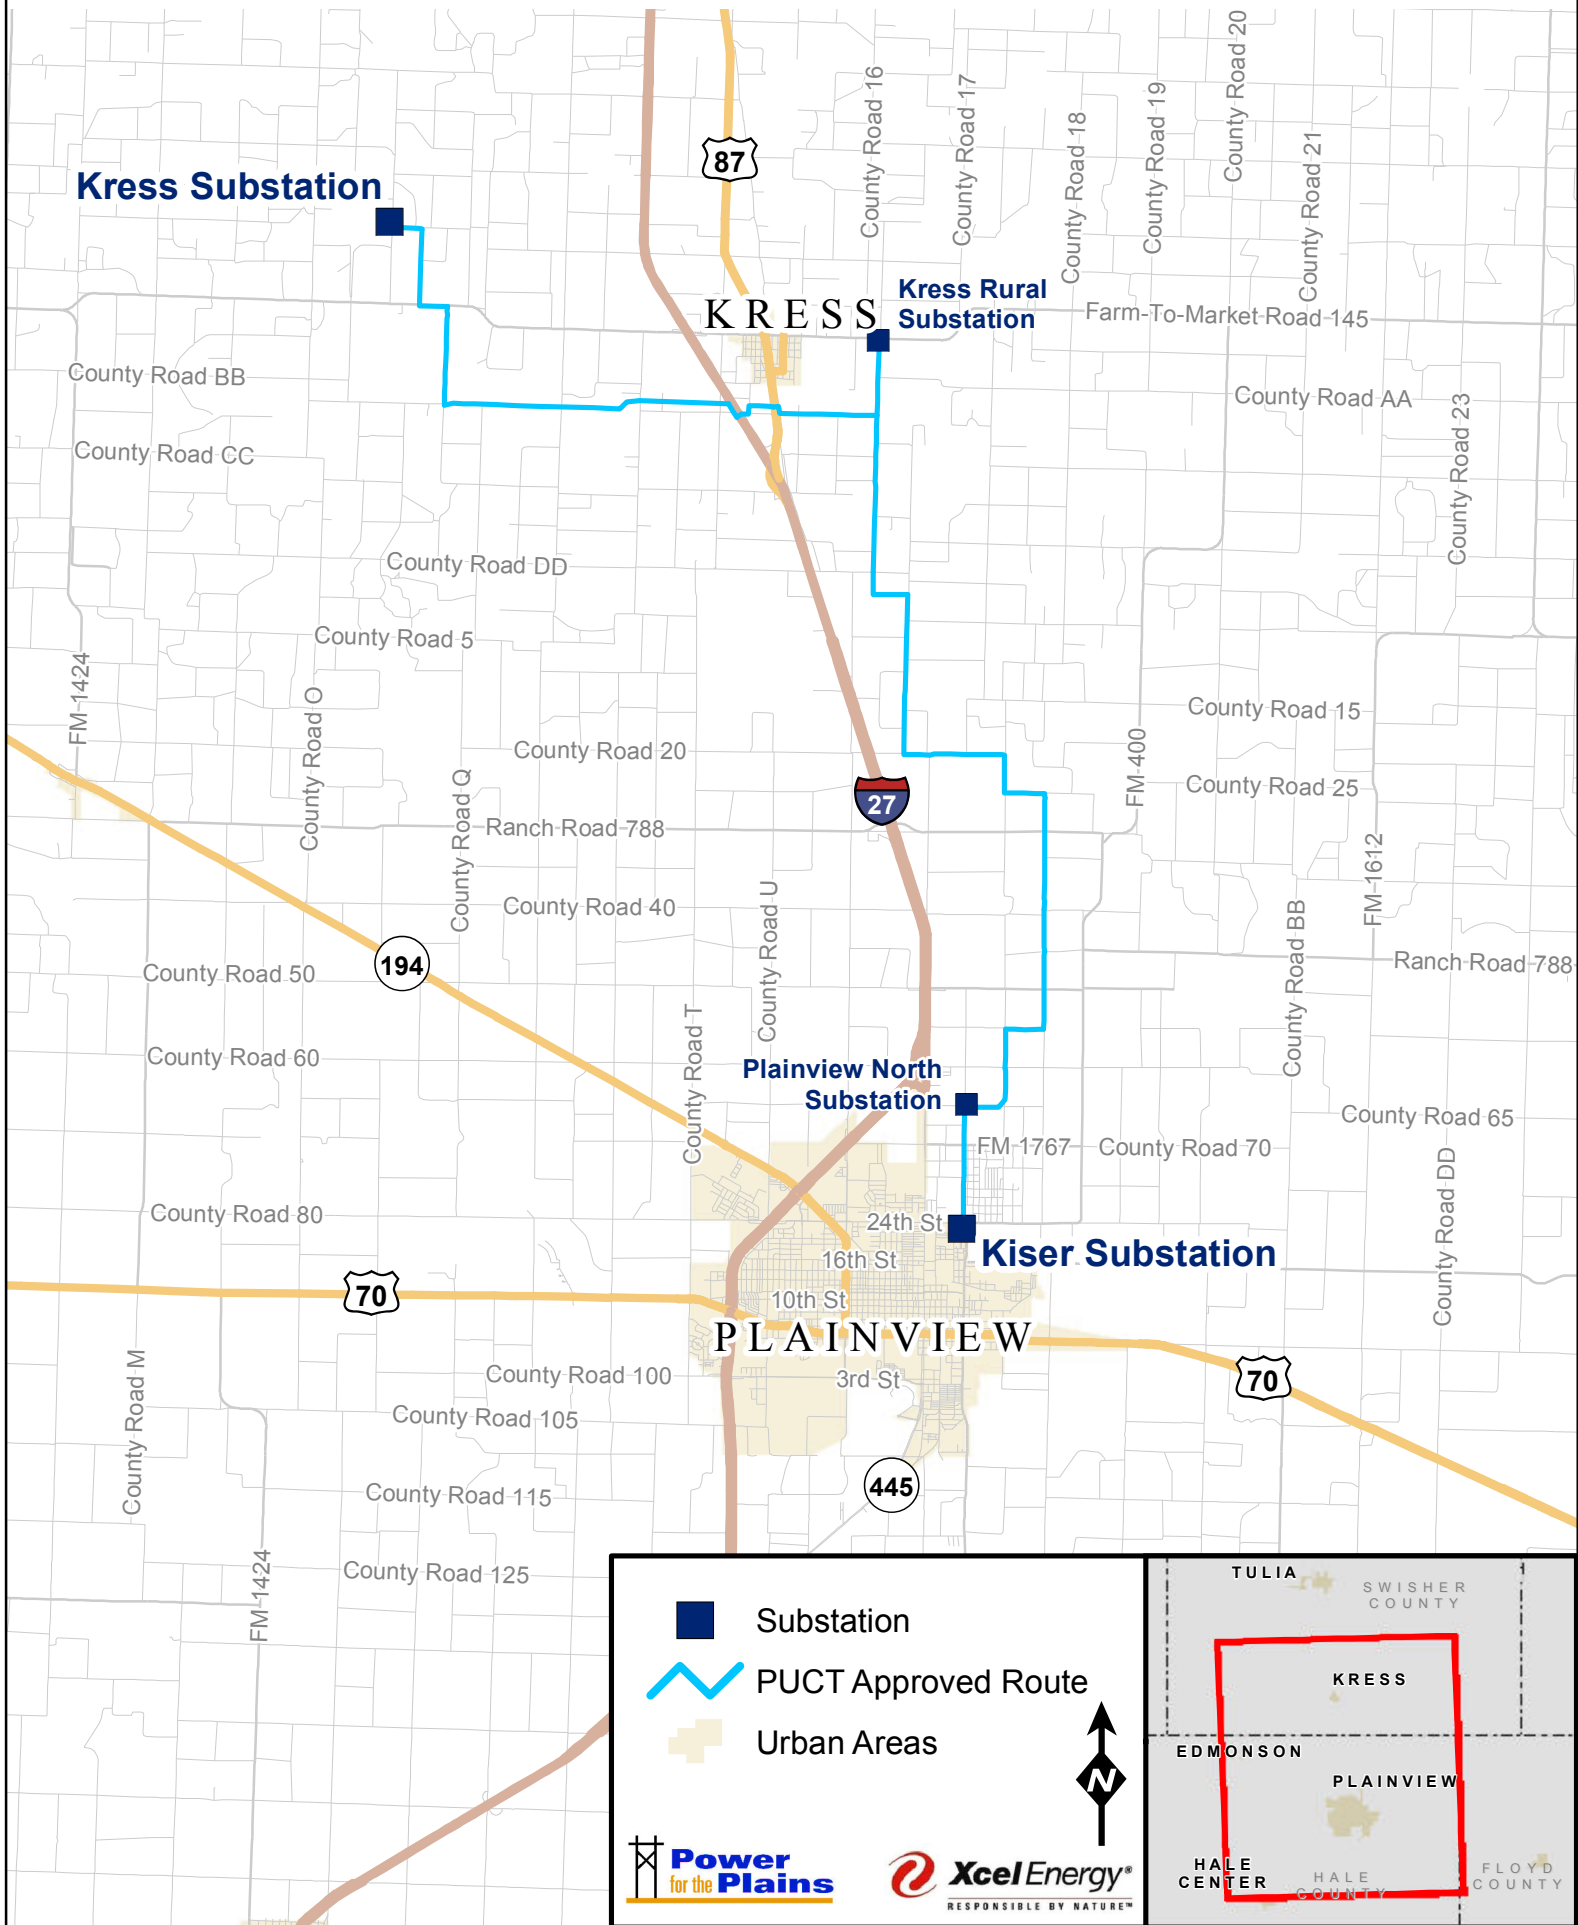 County Road 20
County Road 16
County Road 17
County Road 19
County Road 18
County Road 21
87
Kress Substation
KRESS
Kress Rural
Substation
Farm-To-Market Road 145
County Road BB
County Road AA
County Road 23
County Road CC
County Road DD
County Road 5
FM 1424
County Road O
County Road 15
County Road 20
FM 400
County Road 25
County Road Q
27
Ranch Road 788
FM 1612
County Road 40
County Road U
County Road BB
194
County Road 50
Ranch Road 788
County Road T
County Road 60
Plainview North
Substation
County Road 65
FM 1767
County Road 70
County Road DD
County Road 80
24th St
Kiser Substation
16th St
70
10th St
PLAINVIEW
County Road M
County Road 100
3rd St
70
County Road 105
445
County Road 115
County Road 125
FM 1424
Substation
PUCT Approved Route
Urban Areas
N
Power
for the Plains
Xcel Energy®
RESPONSIBLE BY NATURE™
TULIA
SWISHER
COUNTY
KRESS
EDMONSON
PLAINVIEW
HALE
CENTER
HALE
COUNTY
FLOYD
COUNTY